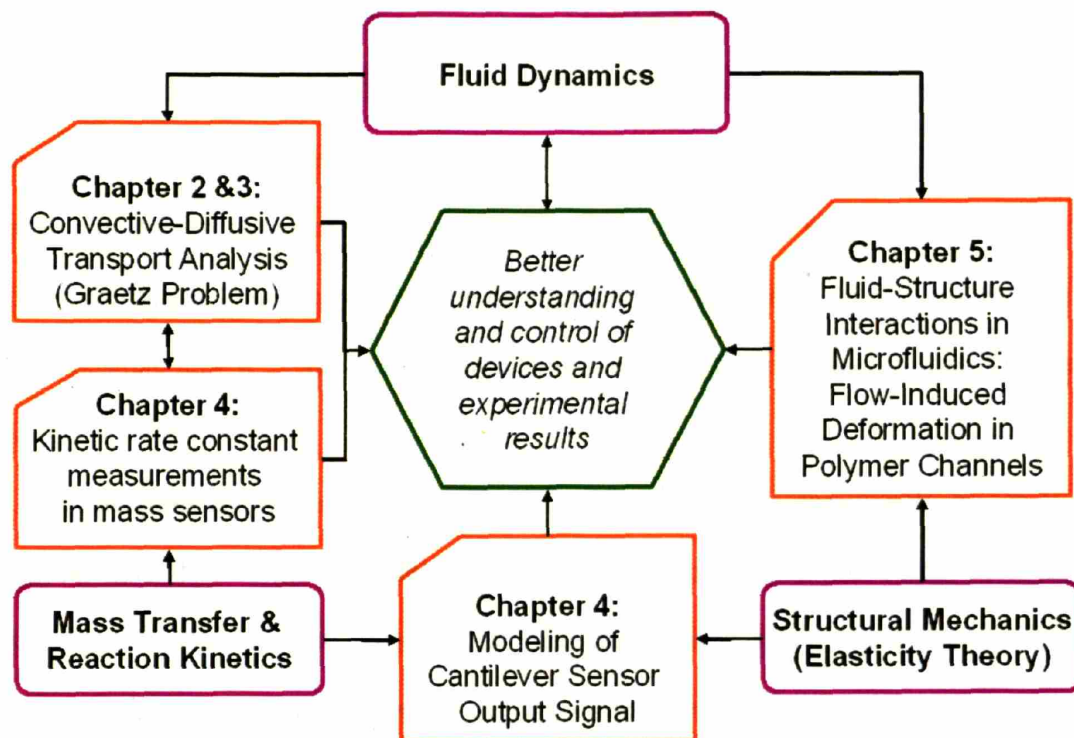 Fluid Dynamics
Chapter 2 &3:
Convective-Diffusive
Transport Analysis
(Graetz Problem)
Better
understanding
and control of
devices and
experimental
results
Chapter 5:
Fluid-Structure
Interactions in
Microfluidics:
Flow-Induced
Deformation in
Polymer Channels
Chapter 4:
Kinetic rate constant
measurements
in mass sensors
Mass Transfer &
Reaction Kinetics
Chapter 4:
Modeling of
Cantilever Sensor
Output Signal
Structural Mechanics
(Elasticity Theory)